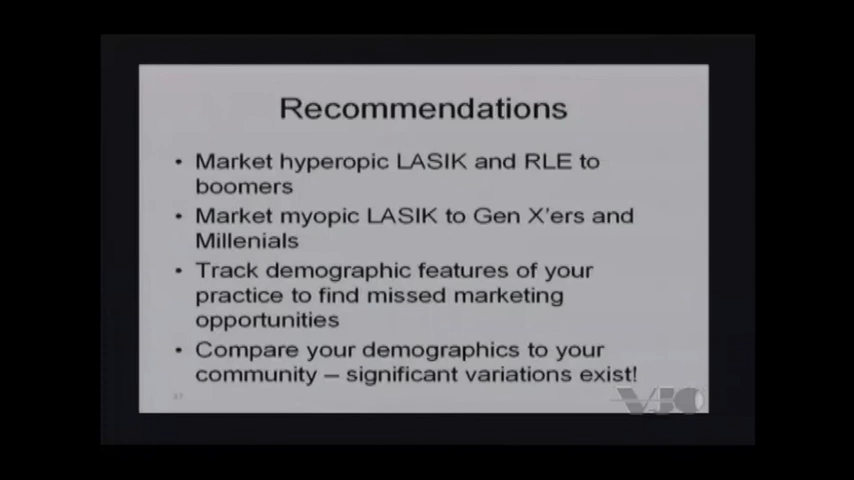 Recommendations
• Market hyperopic LASIK and RLE to
boomers
• Market myopic LASIK to Gen X'ers and
Millenials
• Track demographic features of your
practice to find missed marketing
opportunities
• Compare your demographics to your
community – significant variations exist!
VJO